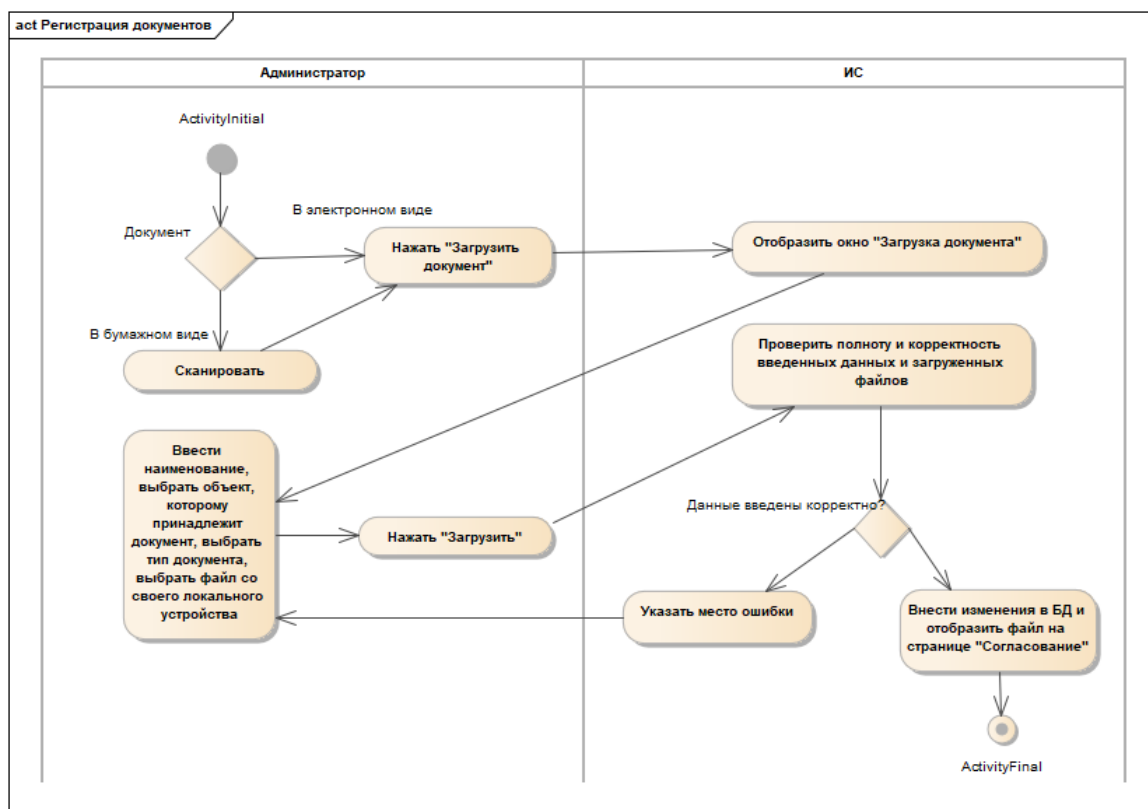 act Регистрация документов
Администратор
ИС
ActivityInitial
В электронном виде
Документ
Нажать "Загрузить
документ"
Отобразить окно "Загрузка документа"
В бумажном виде
Сканировать
Проверить полноту и корректность
введенных данных и загруженных
файлов
Ввести
наименование,
выбрать объект,
которому
принадлежит
документ, выбрать
тип документа,
выбрать файл со
своего локального
устройства
Нажать "Загрузить"
Данные введены корректно?
Указать место ошибки
Внести изменения в БД и
отобразить файл на
странице "Согласование"
ActivityFinal